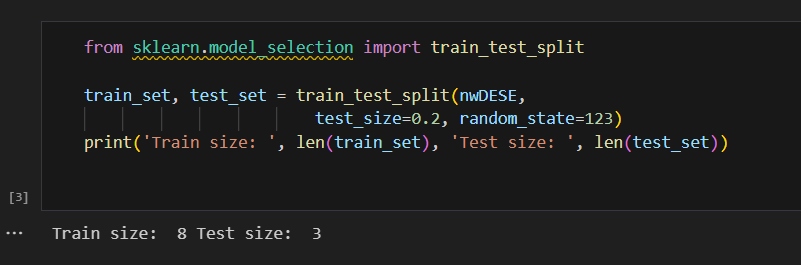 from sklearn.model_selection import train_test_split
train_set, test_set = train_test_split(nwDESE,
test_size=0.2, random_state=123)
print('Train size: ', len(train_set), 'Test size: ', len(test_set))
[3]
... Train size:  8 Test size:  3